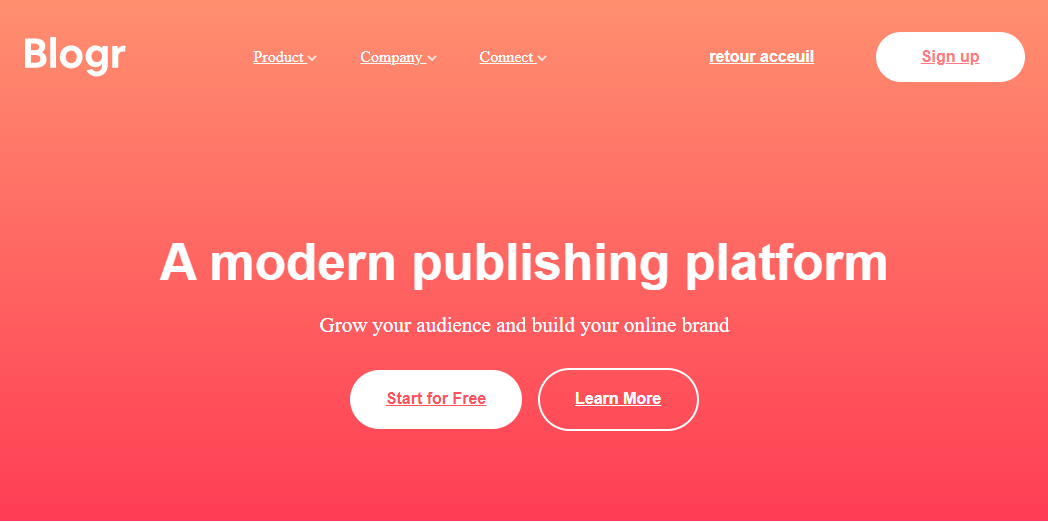 Blogr Product Company Connect retour acceuil Sign up
A modern publishing platform
Grow your audience and build your online brand
Start for Free Learn More